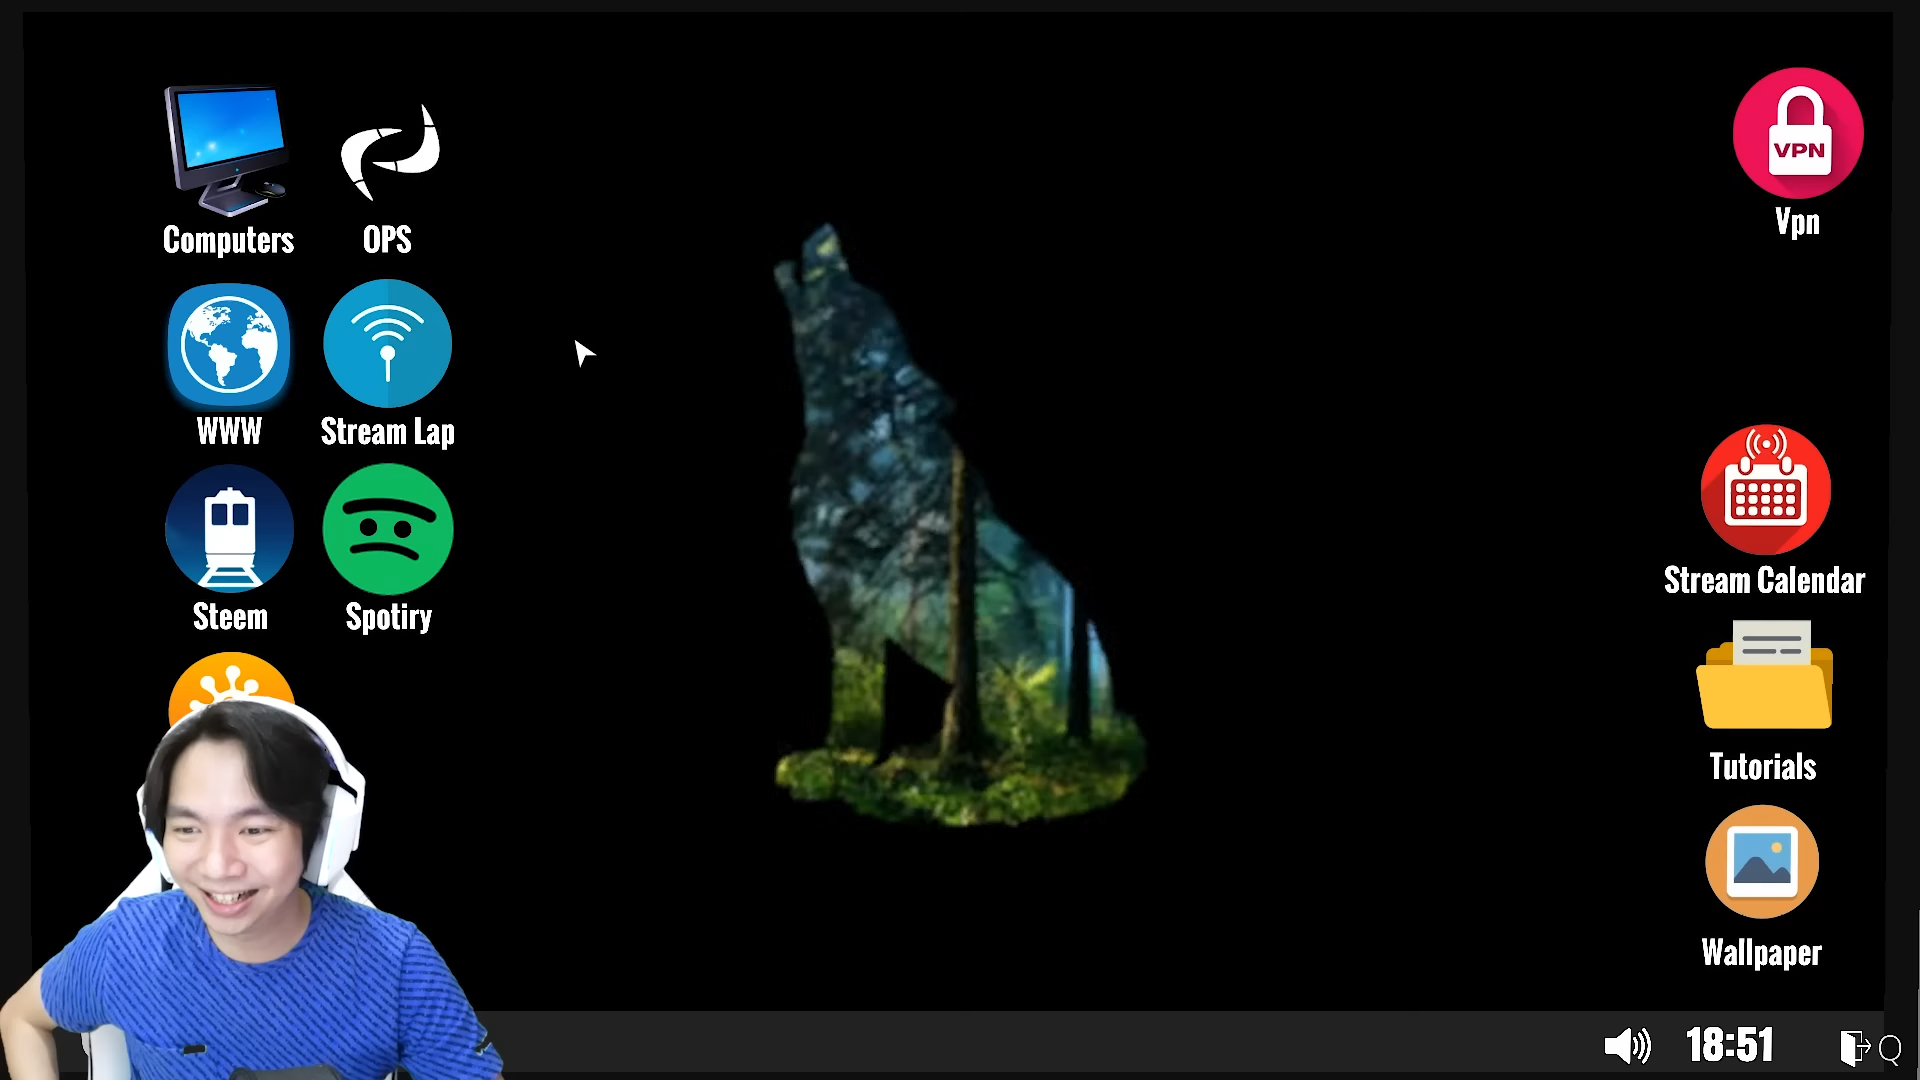 VPN
Computers
OPS
Vpn
WWW
Stream Lap
Steem
Spotiry
Stream Calendar
Tutorials
Wallpaper
18:51
Q